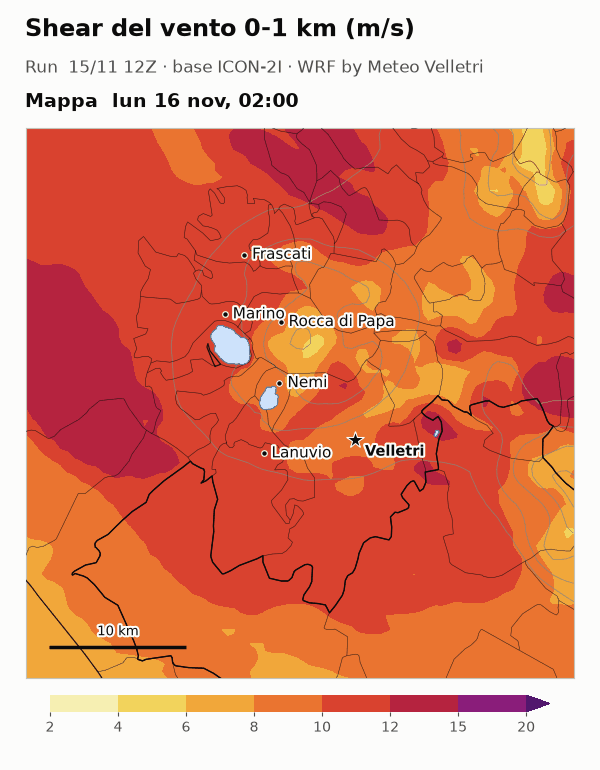 Shear del vento 0-1 km (m/s)
Run  15/11 12Z · base ICON-2I · WRF by Meteo Velletri
Mappa  lun 16 nov, 02:00
Frascati
Marino
Rocca di Papa
Nemi
Velletri
Lanuvio
10 km
2 4 6 8 10 12 15 20